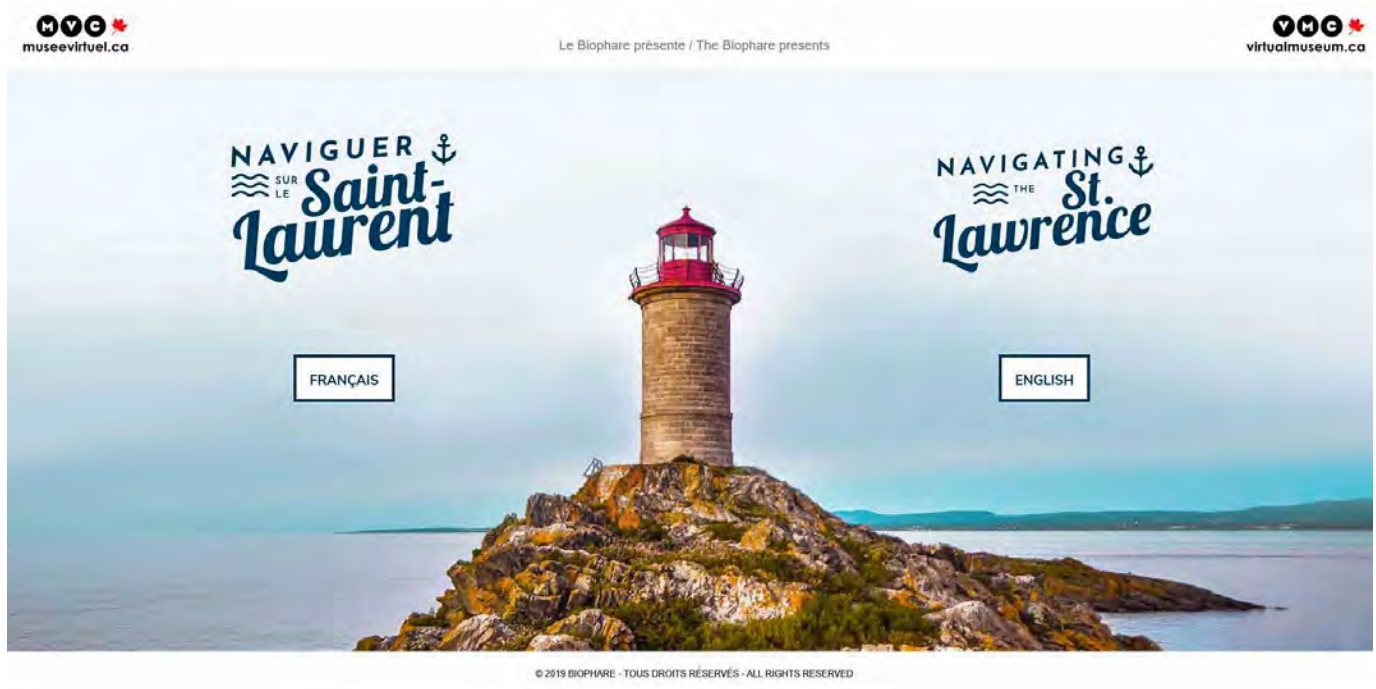 MVC
museevirtuel.ca
Le Biophare présente / The Biophare presents
VMC
virtualmuseum.ca
NAVIGUER
SUR LE Saint-
Laurent
FRANÇAIS
NAVIGATING
THE St.
Lawrence
ENGLISH
© 2019 BIOPHARE - TOUS DROITS RÉSERVÉS - ALL RIGHTS RESERVED